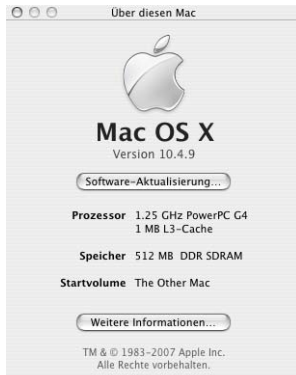 Über diesen Mac
Mac OS X
Version 10.4.9
Software-Aktualisierung...
Prozessor 1.25 GHz PowerPC G4
1 MB L3-Cache
Speicher 512 MB DDR SDRAM
Startvolume The Other Mac
Weitere Informationen...
TM & © 1983-2007 Apple Inc.
Alle Rechte vorbehalten.